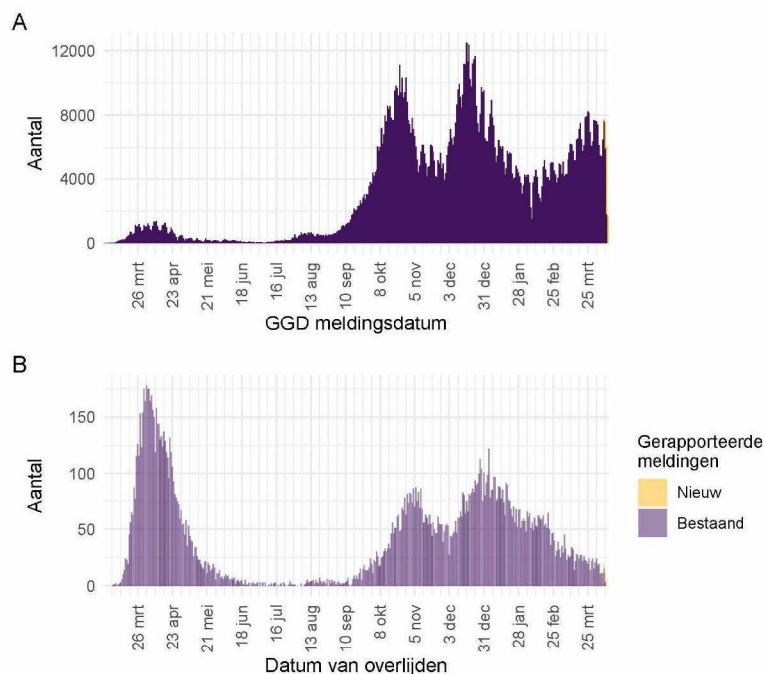 A
12000
8000
4000
0
Aantal
26 mrt
23 apr
21 mei
18 jun
16 jul
13 aug
10 sep
8 okt
5 nov
3 dec
31 dec
28 jan
25 feb
25 mrt
GGD meldingsdatum
B
150
100
50
0
Aantal
26 mrt
23 apr
21 mei
18 jun
16 jul
13 aug
10 sep
8 okt
5 nov
3 dec
31 dec
28 jan
25 feb
25 mrt
Datum van overlijden
Gerapporteerde
meldingen
Nieuw
Bestaand